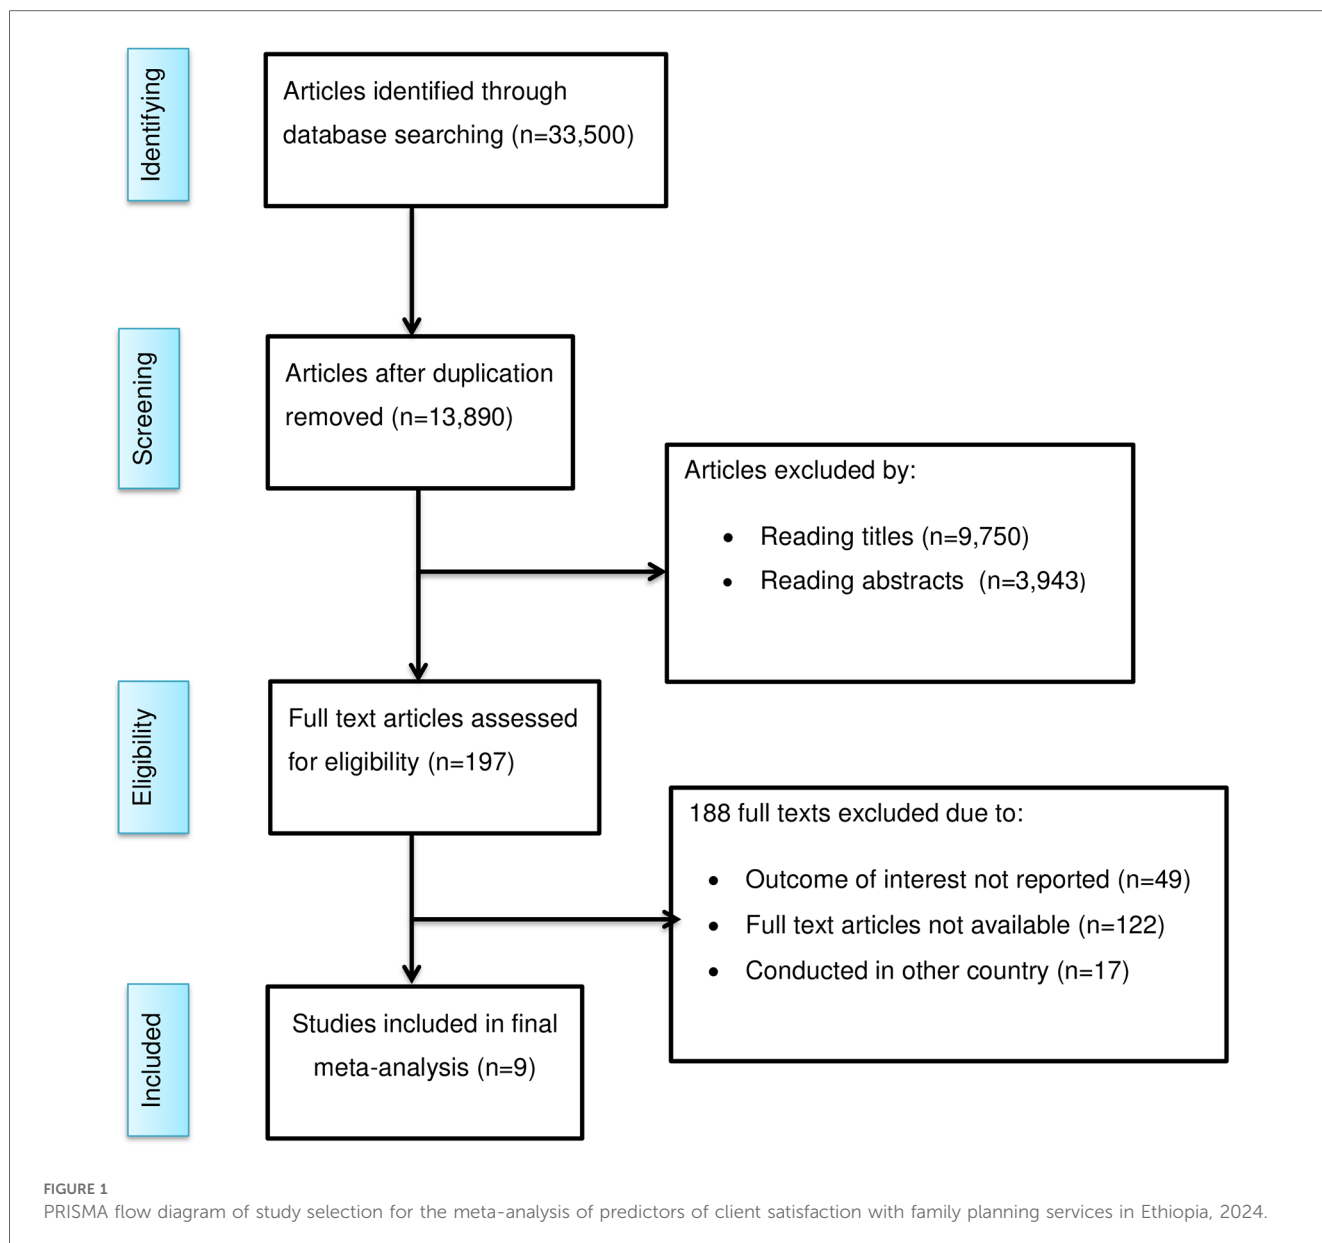 Identifying
Articles identified through
database searching (n=33,500)
Screening
Articles after duplication
removed (n=13,890)
Articles excluded by:
• Reading titles (n=9,750)
• Reading abstracts (n=3,943)
Eligibility
Full text articles assessed
for eligibility (n=197)
188 full texts excluded due to:
• Outcome of interest not reported (n=49)
• Full text articles not available (n=122)
• Conducted in other country (n=17)
Included
Studies included in final
meta-analysis (n=9)
FIGURE 1
PRISMA flow diagram of study selection for the meta-analysis of predictors of client satisfaction with family planning services in Ethiopia, 2024.